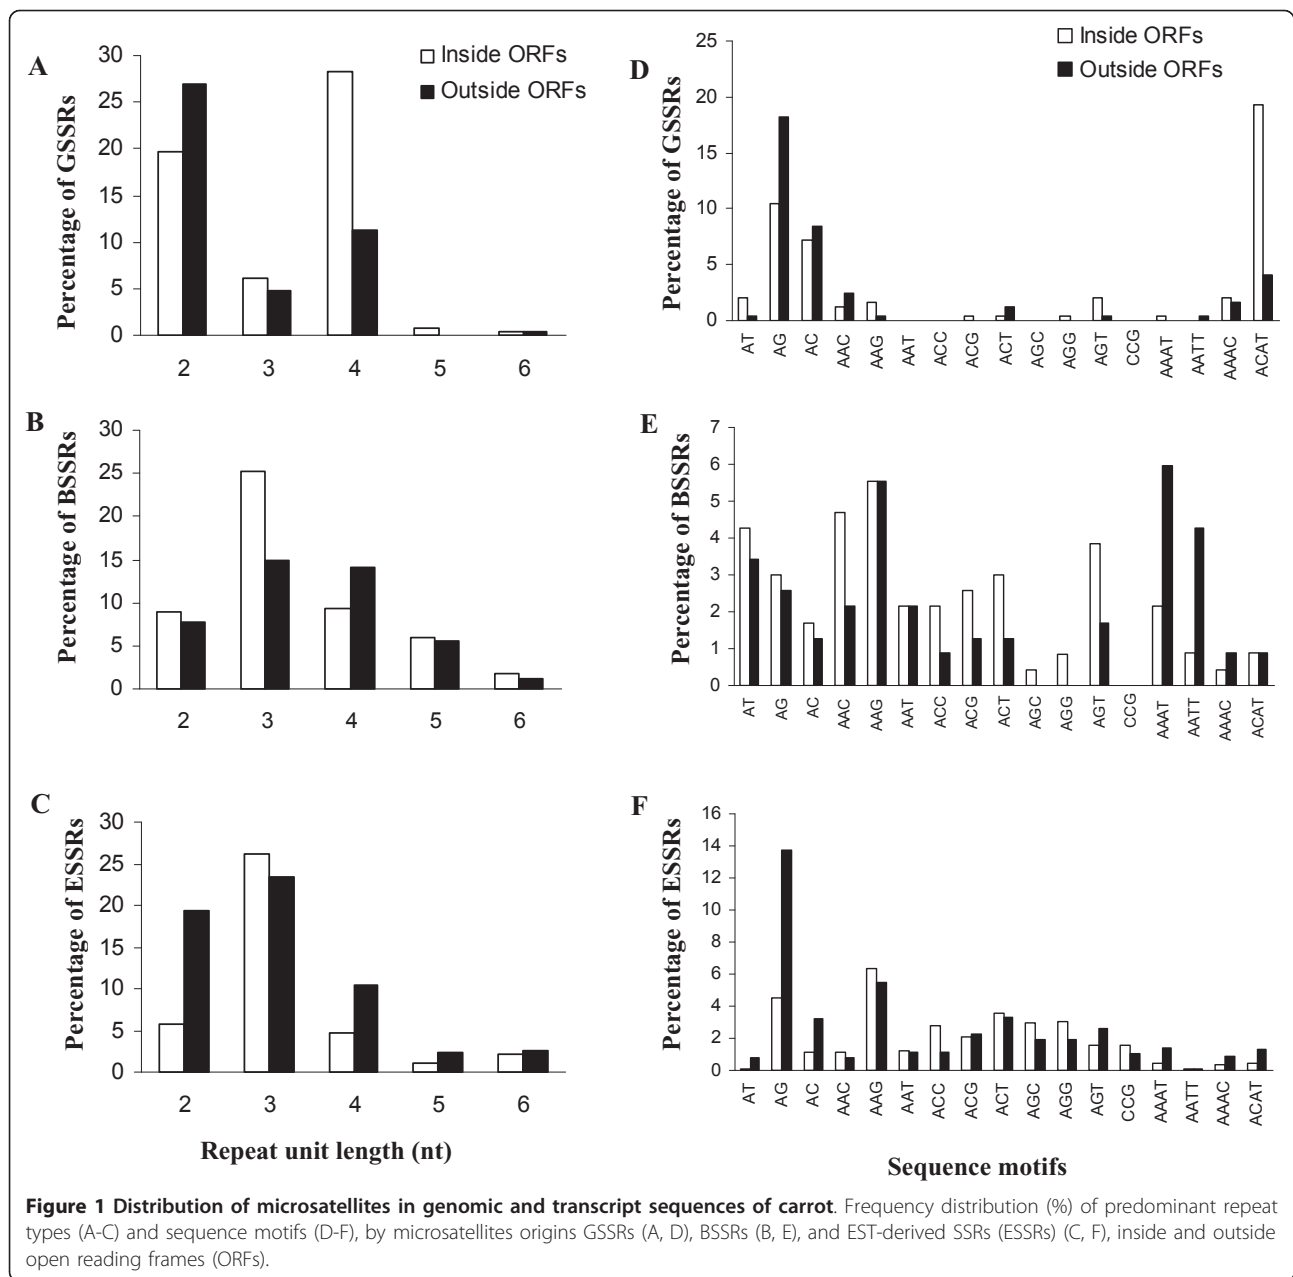 A
Percentage of GSSRs
30
25
20
15
10
5
0
2 3 4 5 6
Inside ORFs
Outside ORFs
B
Percentage of BSSRs
30
25
20
15
10
5
0
2 3 4 5 6
C
Percentage of ESSRs
30
25
20
15
10
5
0
2 3 4 5 6
Repeat unit length (nt)
D
Percentage of GSSRs
25
20
15
10
5
0
AT AG AC AAC AAG AAT ACC ACG ACT AGC AGG AGT CCG AAAT AATT AAAC ACAT
Inside ORFs
Outside ORFs
E
Percentage of BSSRs
7
6
5
4
3
2
1
0
AT AG AC AAC AAG AAT ACC ACG ACT AGC AGG AGT CCG AAAT AATT AAAC ACAT
F
Percentage of ESSRs
16
14
12
10
8
6
4
2
0
AT AG AC AAC AAG AAT ACC ACG ACT AGC AGG AGT CCG AAAT AATT AAAC ACAT
Sequence motifs
Figure 1 Distribution of microsatellites in genomic and transcript sequences of carrot. Frequency distribution (%) of predominant repeat
types (A-C) and sequence motifs (D-F), by microsatellites origins GSSRs (A, D), BSSRs (B, E), and EST-derived SSRs (ESSRs) (C, F), inside and outside
open reading frames (ORFs).